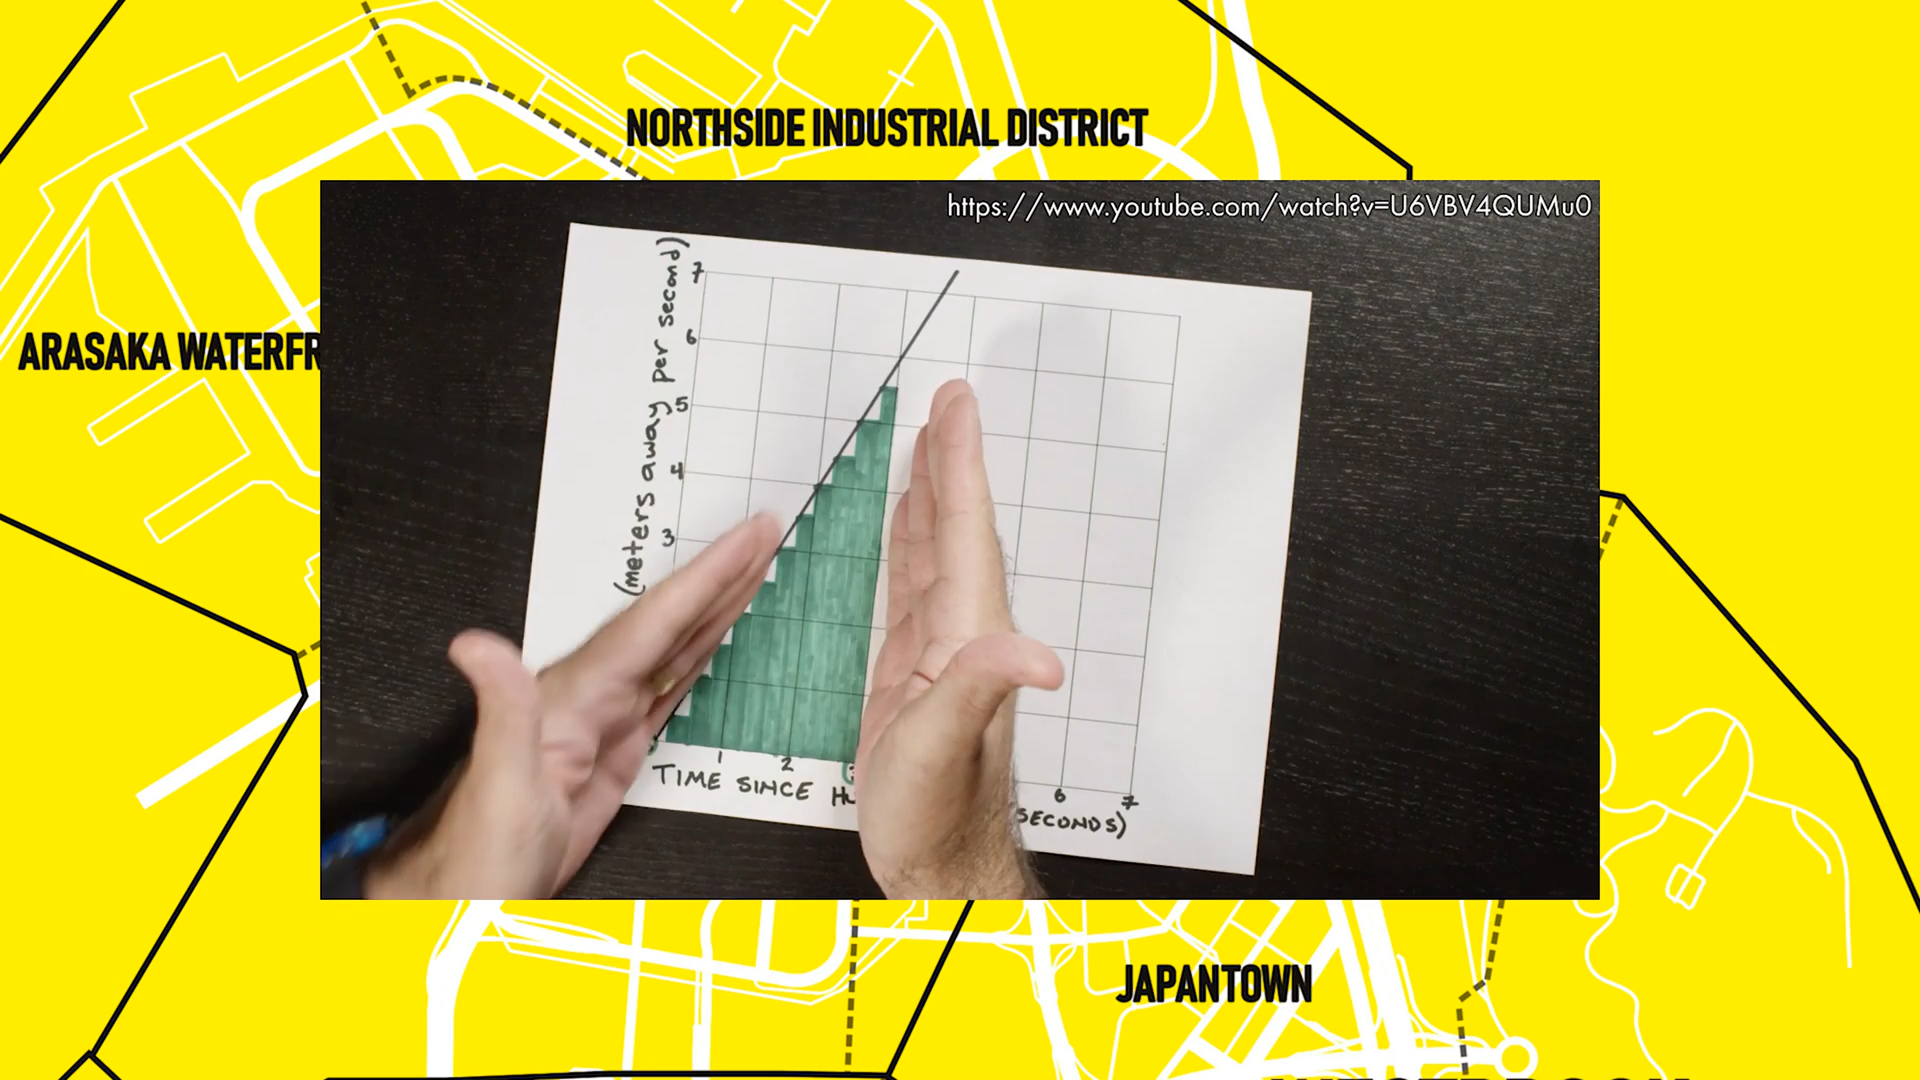 NORTHSIDE INDUSTRIAL DISTRICT
https://www.youtube.com/watch?v=U6VBV4QUMu0
ARASAKA WATERFR
(meters away per second)
7
6
5
4
3
1 2
6 7
TIME SINCE
SECONDS)
JAPANTOWN